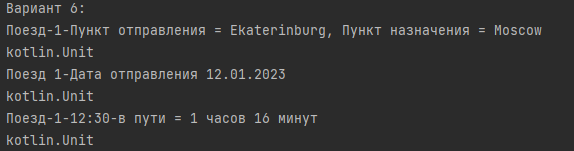 Вариант 6:
Поезд-1-Пункт отправления = Ekaterinburg, Пункт назначения = Moscow
kotlin.Unit
Поезд 1-Дата отправления 12.01.2023
kotlin.Unit
Поезд-1-12:30-в пути = 1 часов 16 минут
kotlin.Unit